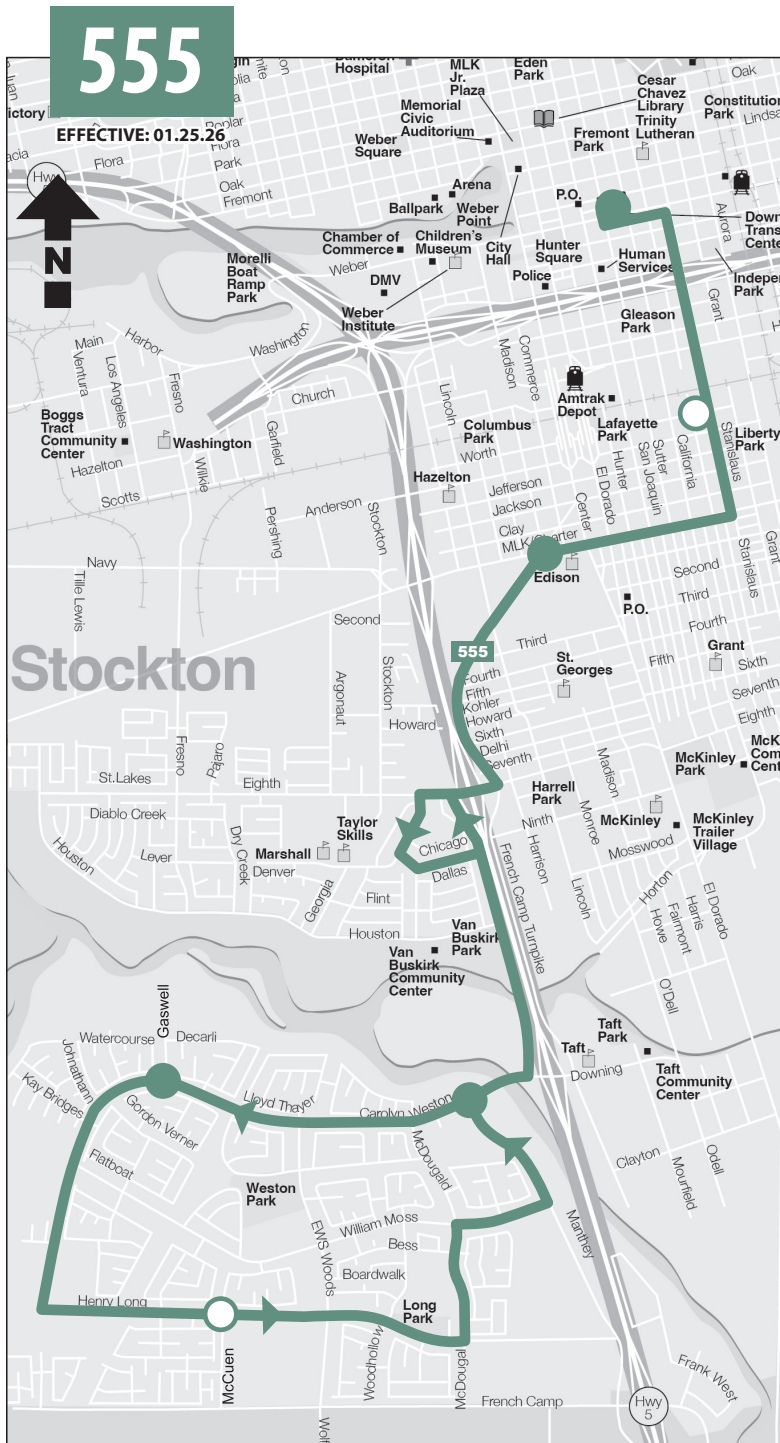 555
EFFECTIVE: 01.25.26
Hospital
MLK
Jr.
Plaza
Eden
Park
Cesar
Chavez
Library
Trinity
Lutheran
Oak
Constitution
Park
Memorial
Civic
Auditorium
Weber
Square
Fremont
Park
Flora
Poplar
Flora
Park
Oak
Fremont
Hwy
N
Arena
Ballpark
Weber
Point
P.O.
Aurora
Chamber of
Commerce
Children's
Museum
City
Hall
Hunter
Square
Human
Services
Morelli
Boat
Ramp
Park
Weber
DMV
Police
Weber
Institute
Gleason
Park
Grant
Main
Ventura
Harbor
Los Angeles
Fresno
Washington
Church
Lincoln
Madison
Commerce
Amtrak
Depot
Lafayette
Park
Columbus
Park
Worth
Boggs
Tract
Community
Center
Washington
Garfield
Hazelton
Wilkie
Scotts
Hazelton
Jefferson
Jackson
Clay
MLK/Charter
Center
El Dorado
Hunter
San Joaquin
Sutter
California
Stanislaus
Liberty
Park
Pershing
Anderson
Stockton
Navy
Tille Lewis
Edison
P.O.
Second
Third
Fourth
Stanislaus
Grant
Second
Stockton
Argonaut
Stockton
Howard
555
Third
St.
Georges
Fifth
Grant
Sixth
Seventh
Eighth
Fourth
Fifth
Kohler
Howard
Sixth
Delhi
Seventh
Fresno
Pajaro
St.Lakes
Eighth
Diablo Creek
Houston
Lever
Dry Creek
Marshall
Taylor
Skills
Denver
Georgia
Flint
Houston
Chicago
Dallas
Harrell
Park
Ninth
Harrison
Monroe
Madison
Lincoln
McKinley
McKinley
Park
McKinley
Trailer
Village
Mosswood
Horton
Howe
Fairmont
Harris
El Dorado
O'Dell
French Camp Turnpike
Van
Buskirk
Park
Van
Buskirk
Community
Center
Taft
Taft
Park
Taft
Community
Center
Downing
Clayton
Mourfield
Odell
Watercourse
Gaswell
Decarli
Johnathann
Kay Bridges
Gordon Verner
Lloyd Thayer
Carolyn Weston
Flatboat
McDougald
Weston
Park
EWS Woods
William Moss
Bess
Boardwalk
Manthey
Long
Park
Henry Long
McCuen
Woodhollow
French Camp
Frank West
Hwy
5